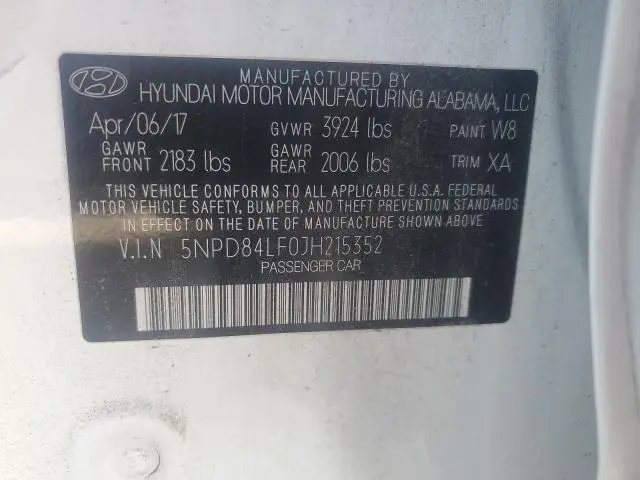 MANUFACTURED BY
HYUNDAI MOTOR MANUFACTURING ALABAMA, LLC
Apr/06/17 GVWR 3924 lbs PAINT W8
GAWR FRONT 2183 lbs GAWR REAR 2006 lbs TRIM XA
THIS VEHICLE CONFORMS TO ALL APPLICABLE U.S.A. FEDERAL
MOTOR VEHICLE SAFETY, BUMPER, AND THEFT PREVENTION STANDARDS
IN EFFECT ON THE DATE OF MANUFACTURE SHOWN ABOVE.
V.I.N 5NPD84LF0JH215352
PASSENGER CAR